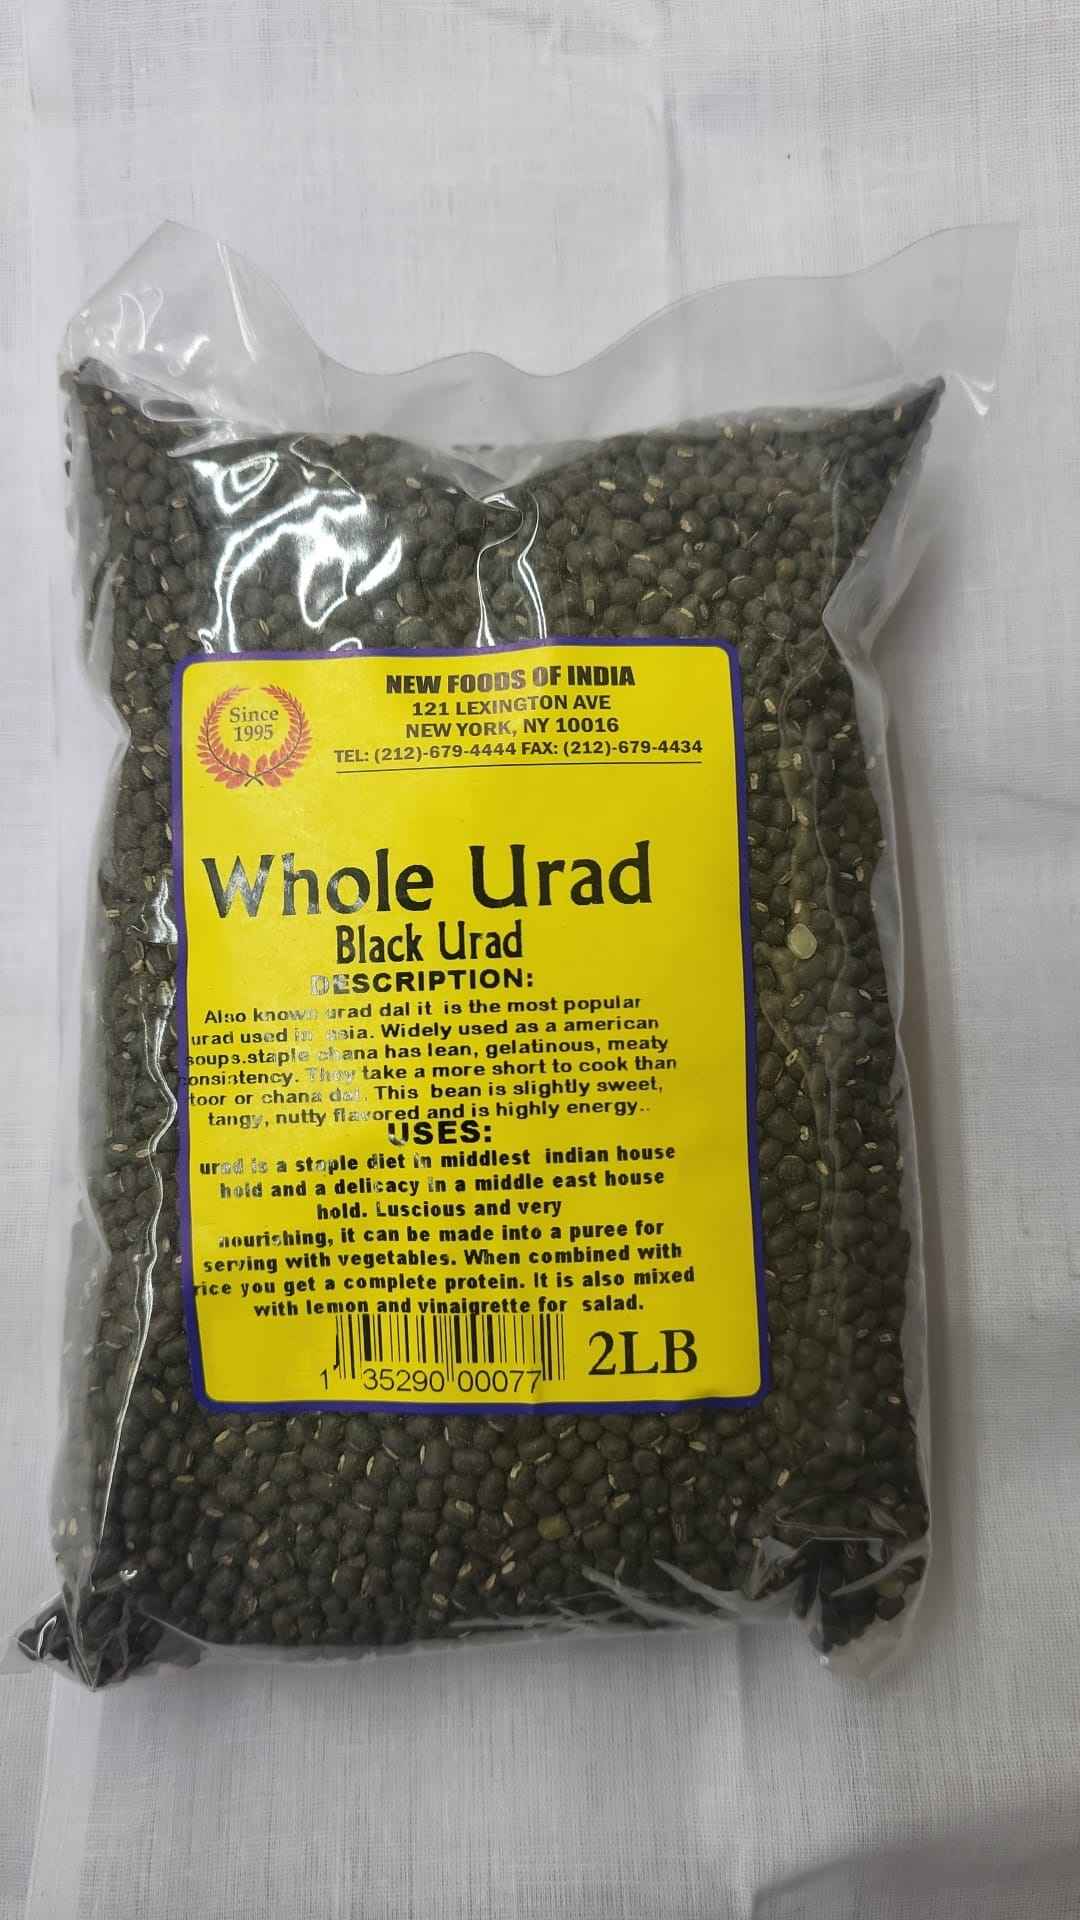 Since
1995
NEW FOODS OF INDIA
121 LEXINGTON AVE
NEW YORK, NY 10016
TEL: (212)-679-4444 FAX: (212)-679-4434
Whole Urad
Black Urad
DESCRIPTION:
Also known urad dal it is the most popular
urad used in asia. Widely used as a american
soups.staple chana has lean, gelatinous, meaty
consistency. They take a more short to cook than
toor or chana dal. This bean is slightly sweet,
tangy, nutty flavored and is highly energy..
USES:
urad is a staple diet in middlest indian house
hold and a delicacy in a middle east house
hold. Luscious and very
nourishing, it can be made into a puree for
serving with vegetables. When combined with
rice you get a complete protein. It is also mixed
with lemon and vinaigrette for salad.
1 35290 00077
2LB